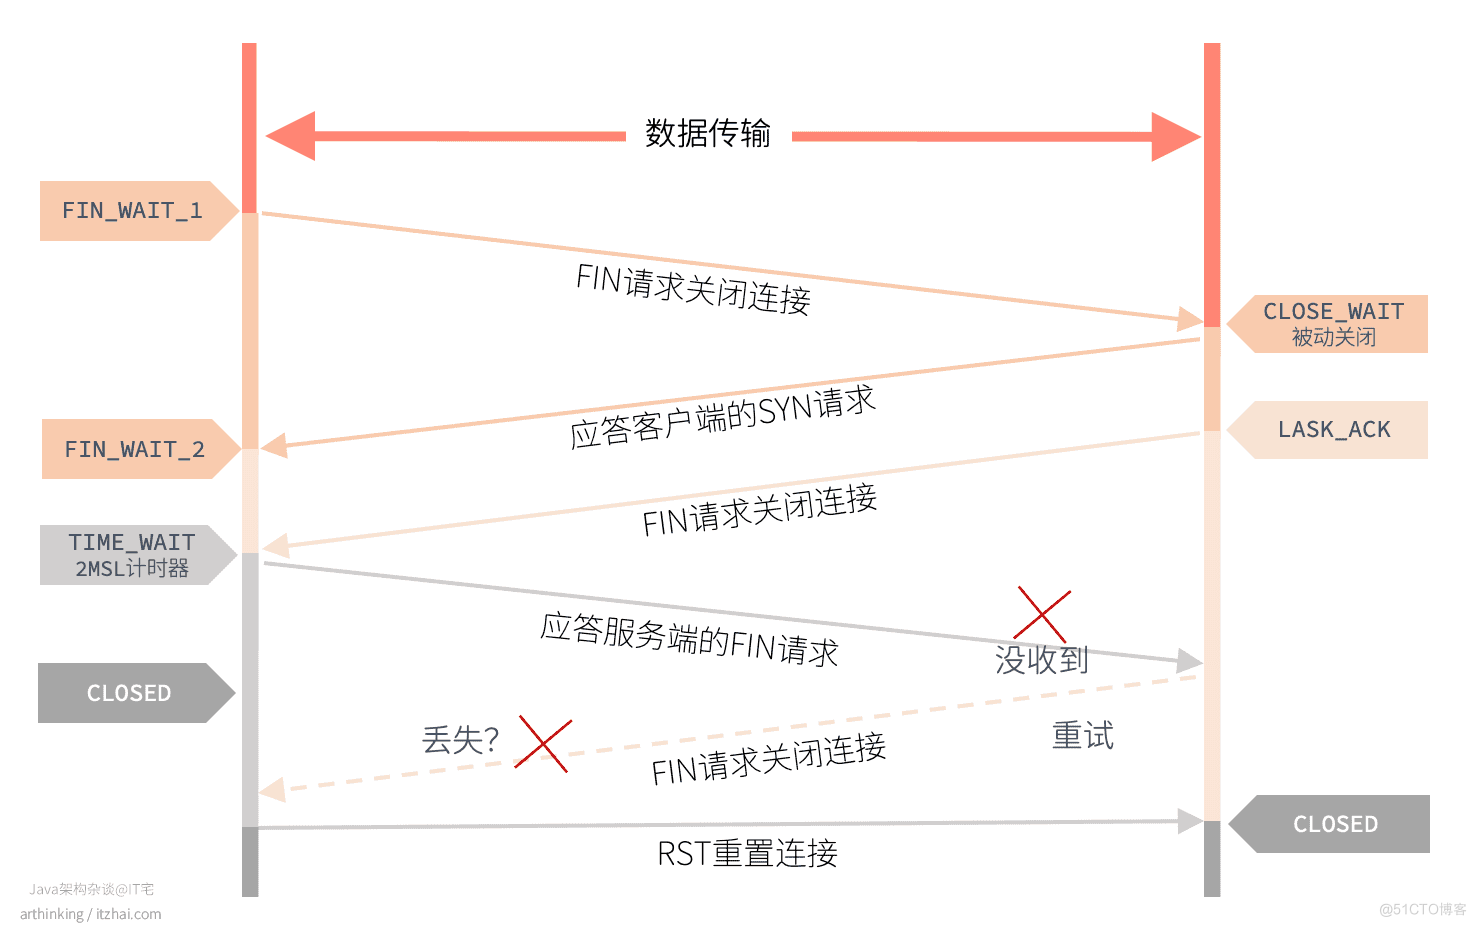 数据传输
FIN_WAIT_1
FIN请求关闭连接
CLOSE_WAIT
被动关闭
应答客户端的SYN请求
LASK_ACK
FIN_WAIT_2
FIN请求关闭连接
TIME_WAIT
2MSL计时器
应答服务端的FIN请求
没收到
CLOSED
丢失?
重试
FIN请求关闭连接
CLOSED
RST重置连接
Java架构杂谈@IT宅
arthinking / itzhai.com
@51CTO博客